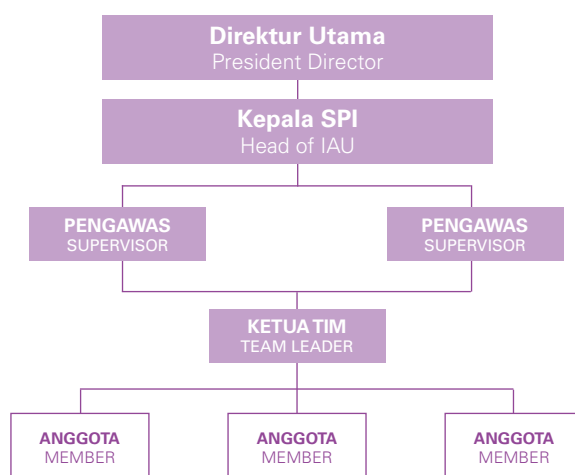 Direktur Utama
President Director
Kepala SPI
Head of IAU
PENGAWAS
SUPERVISOR
PENGAWAS
SUPERVISOR
KETUA TIM
TEAM LEADER
ANGGOTA
MEMBER
ANGGOTA
MEMBER
ANGGOTA
MEMBER